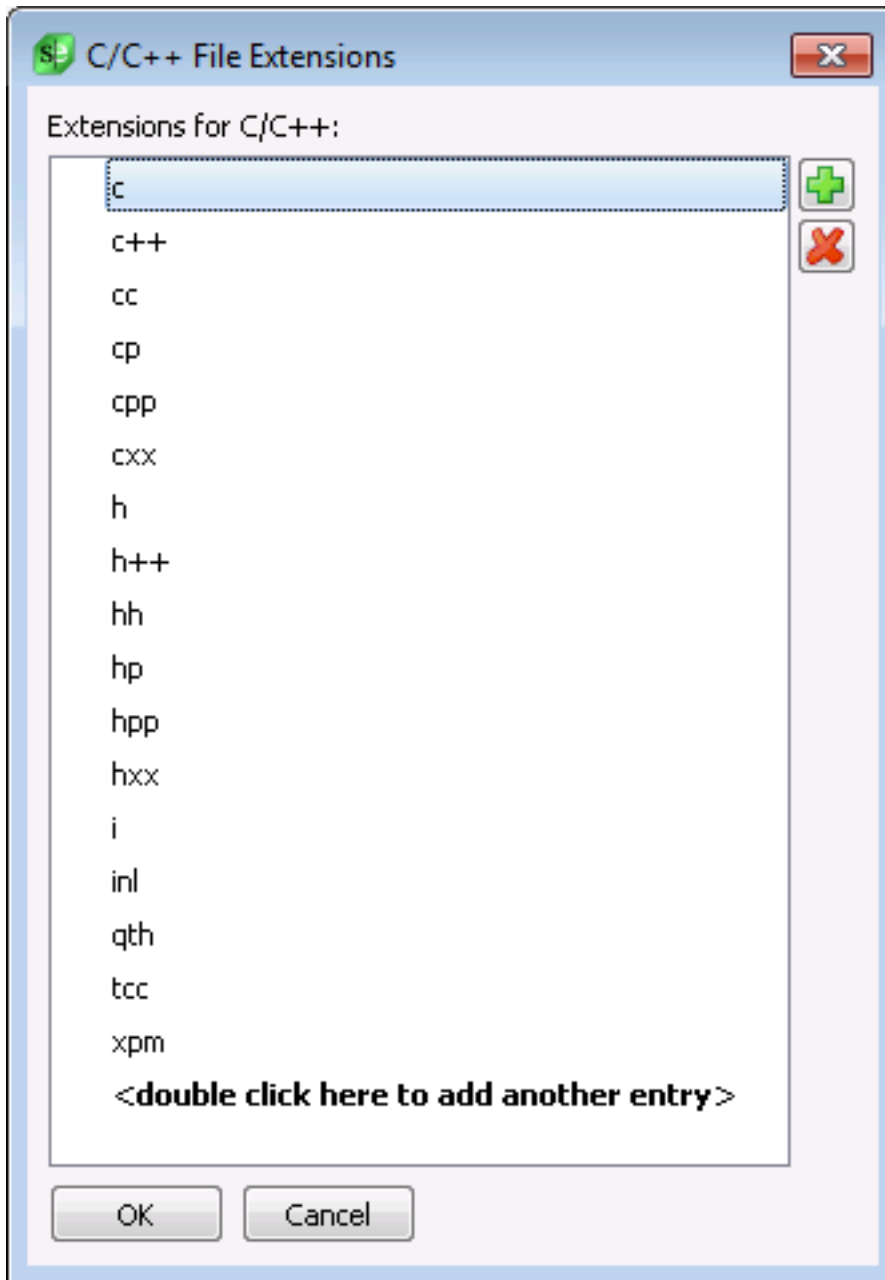 C/C++ File Extensions
Extensions for C/C++:
c
c++
cc
cp
cpp
cxx
h
h++
hh
hp
hpp
hxx
i
inl
qth
tcc
xpm
<double click here to add another entry>
OK Cancel